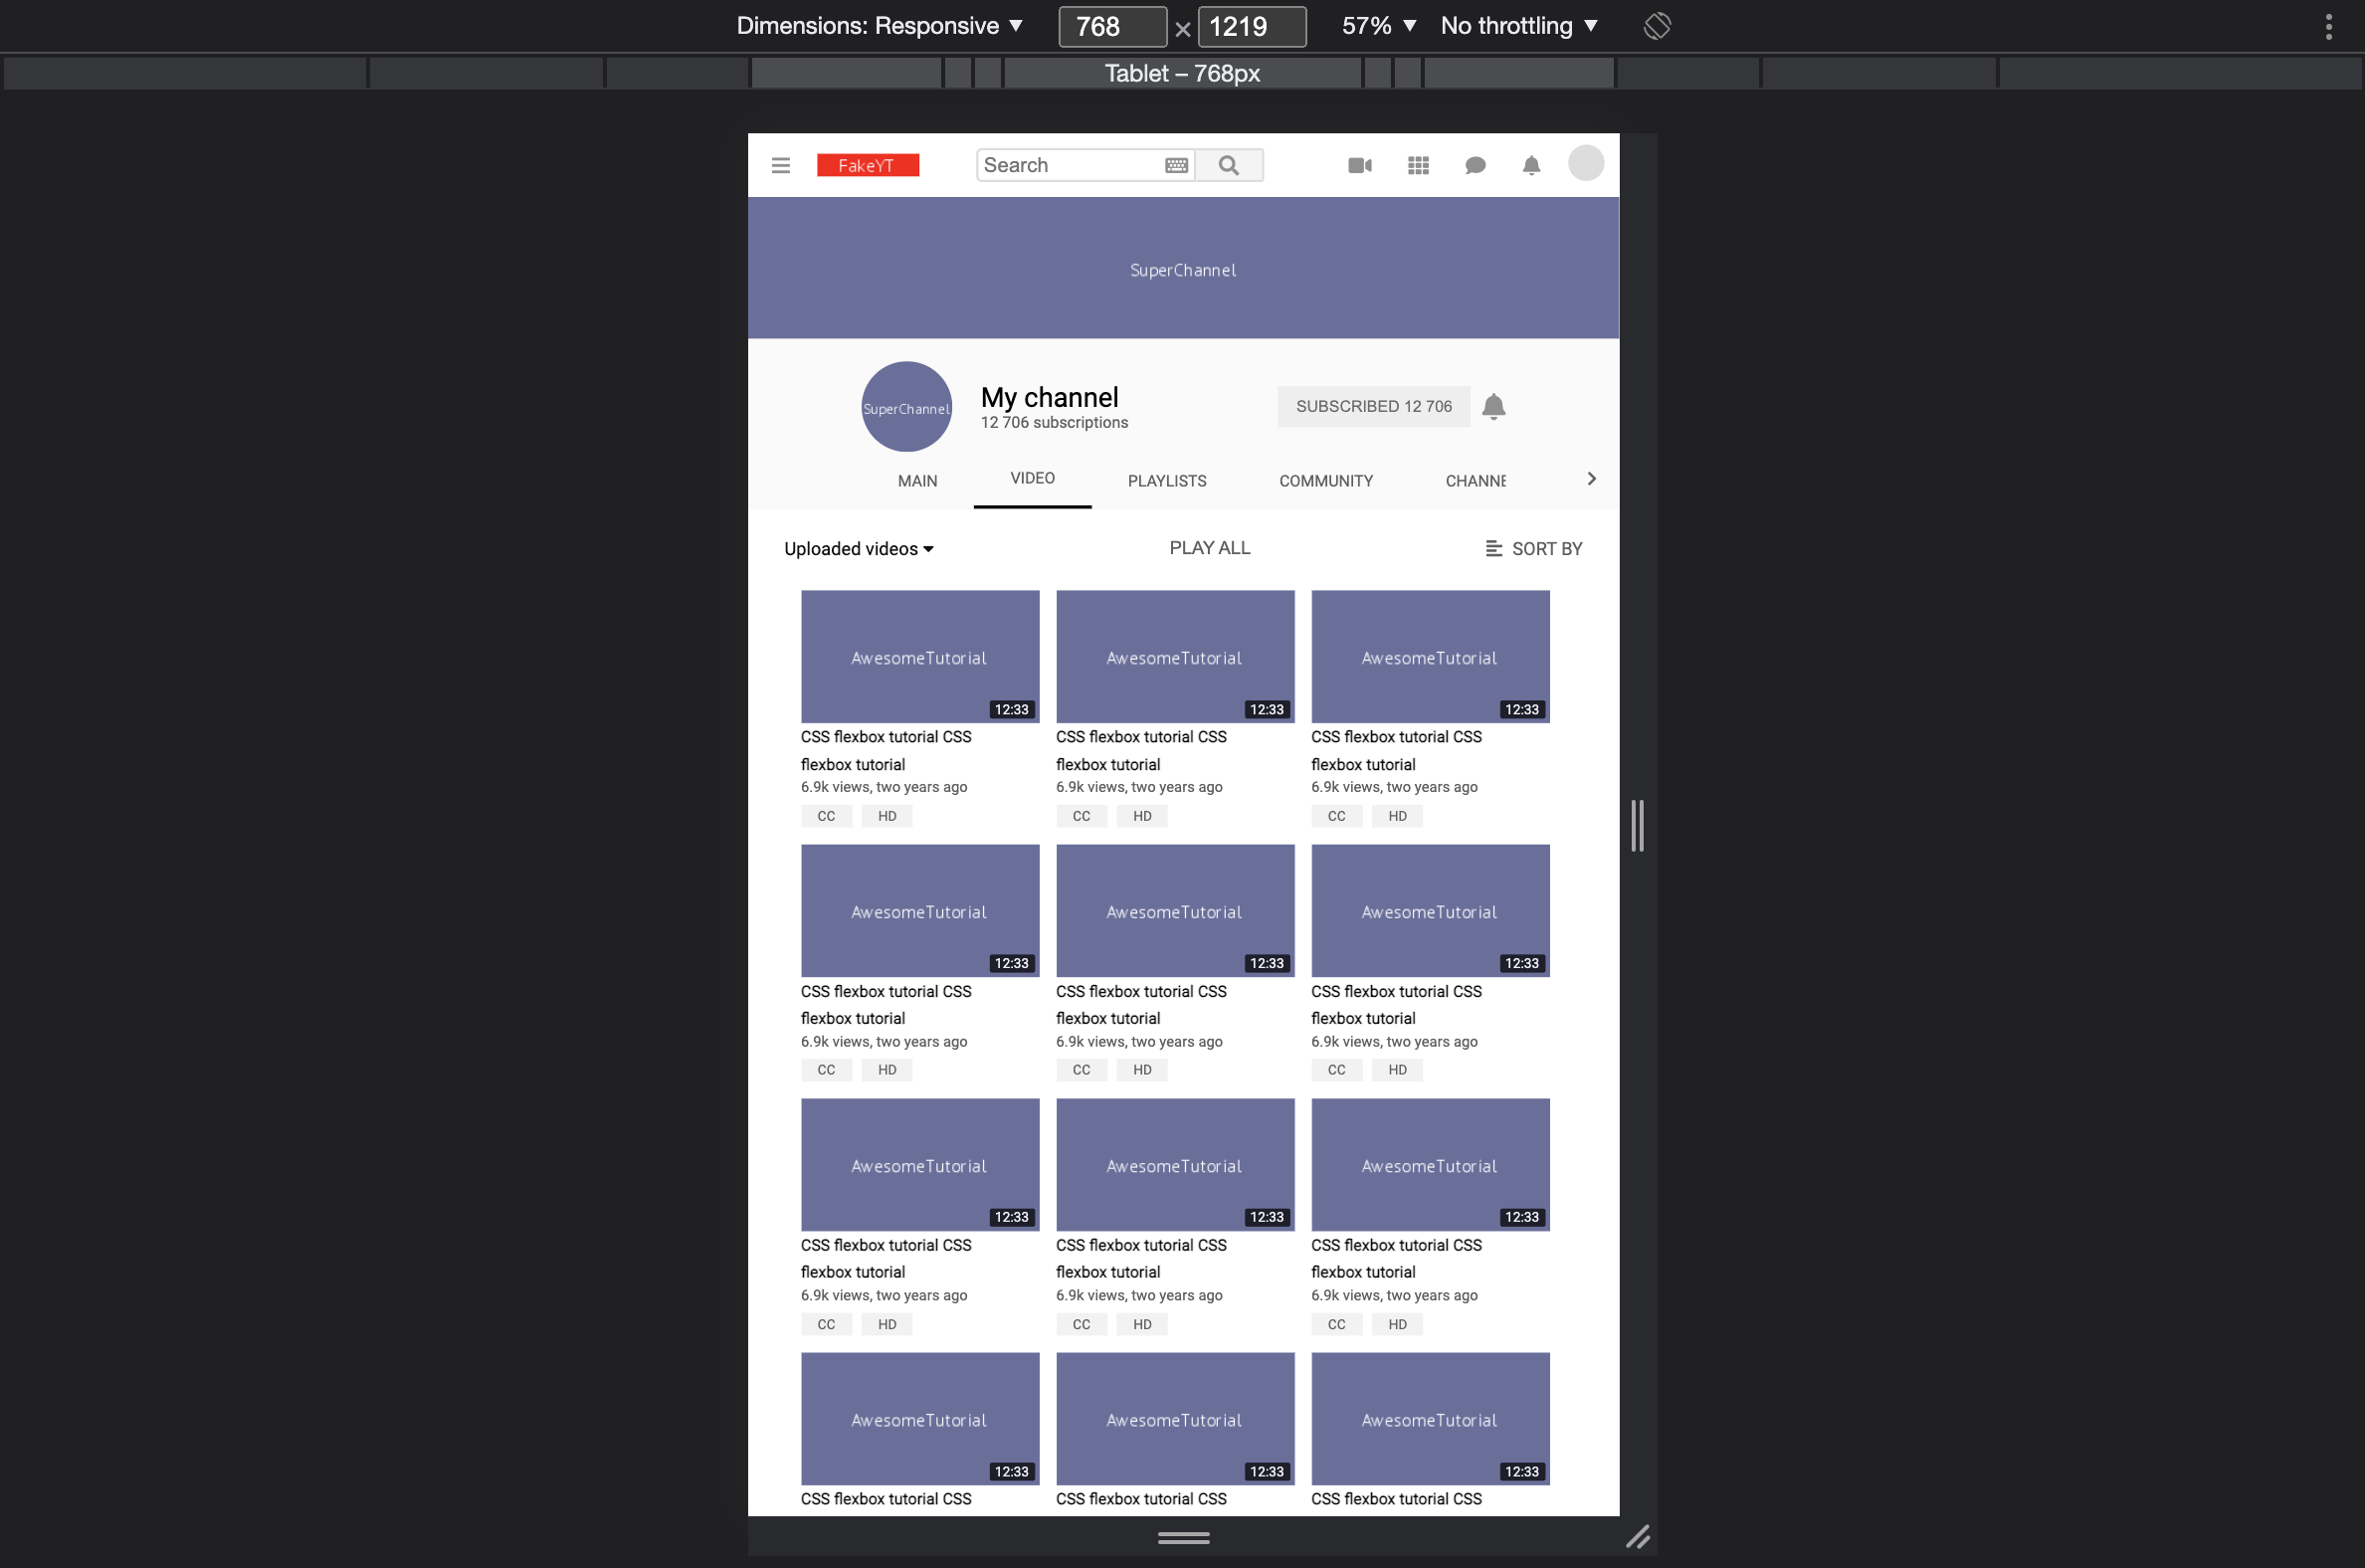 Dimensions: Responsive ▼ 768 × 1219 57% ▼ No throttling ▼
Tablet – 768px
FakeYT Search
SuperChannel
SuperChannel
My channel
12 706 subscriptions
SUBSCRIBED 12 706
MAIN VIDEO PLAYLISTS COMMUNITY CHANNE
Uploaded videos PLAY ALL SORT BY
AwesomeTutorial AwesomeTutorial AwesomeTutorial
12:33 12:33 12:33
CSS flexbox tutorial CSS CSS flexbox tutorial CSS CSS flexbox tutorial CSS
flexbox tutorial flexbox tutorial flexbox tutorial
6.9k views, two years ago 6.9k views, two years ago 6.9k views, two years ago
CC HD CC HD CC HD
AwesomeTutorial AwesomeTutorial AwesomeTutorial
12:33 12:33 12:33
CSS flexbox tutorial CSS CSS flexbox tutorial CSS CSS flexbox tutorial CSS
flexbox tutorial flexbox tutorial flexbox tutorial
6.9k views, two years ago 6.9k views, two years ago 6.9k views, two years ago
CC HD CC HD CC HD
AwesomeTutorial AwesomeTutorial AwesomeTutorial
12:33 12:33 12:33
CSS flexbox tutorial CSS CSS flexbox tutorial CSS CSS flexbox tutorial CSS
flexbox tutorial flexbox tutorial flexbox tutorial
6.9k views, two years ago 6.9k views, two years ago 6.9k views, two years ago
CC HD CC HD CC HD
AwesomeTutorial AwesomeTutorial AwesomeTutorial
12:33 12:33 12:33
CSS flexbox tutorial CSS CSS flexbox tutorial CSS CSS flexbox tutorial CSS